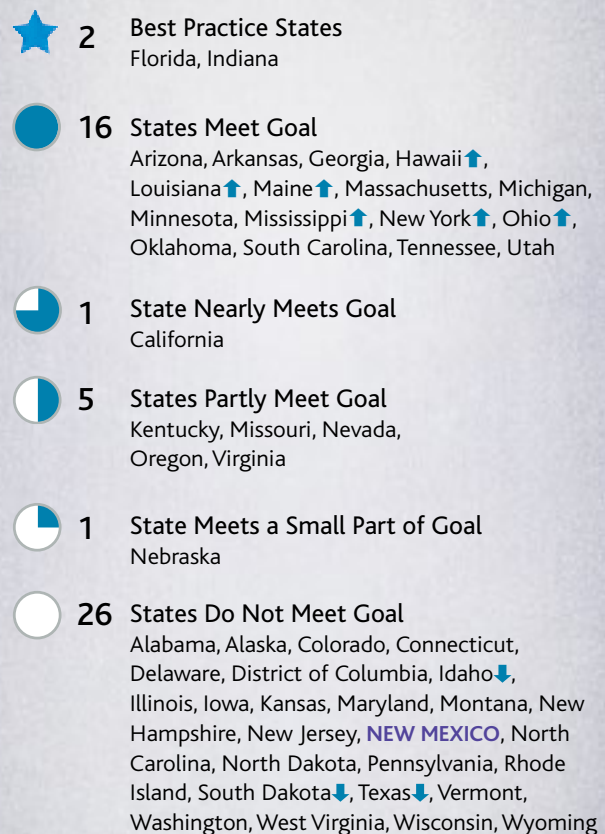 2 Best Practice States
Florida, Indiana
16 States Meet Goal
Arizona, Arkansas, Georgia, Hawaii⬆,
Louisiana⬆, Maine⬆, Massachusetts, Michigan,
Minnesota, Mississippi⬆, New York⬆, Ohio⬆,
Oklahoma, South Carolina, Tennessee, Utah
1 State Nearly Meets Goal
California
5 States Partly Meet Goal
Kentucky, Missouri, Nevada,
Oregon, Virginia
1 State Meets a Small Part of Goal
Nebraska
26 States Do Not Meet Goal
Alabama, Alaska, Colorado, Connecticut,
Delaware, District of Columbia, Idaho⬇,
Illinois, Iowa, Kansas, Maryland, Montana, New
Hampshire, New Jersey, NEW MEXICO, North
Carolina, North Dakota, Pennsylvania, Rhode
Island, South Dakota⬇, Texas⬇, Vermont,
Washington, West Virginia, Wisconsin, Wyoming